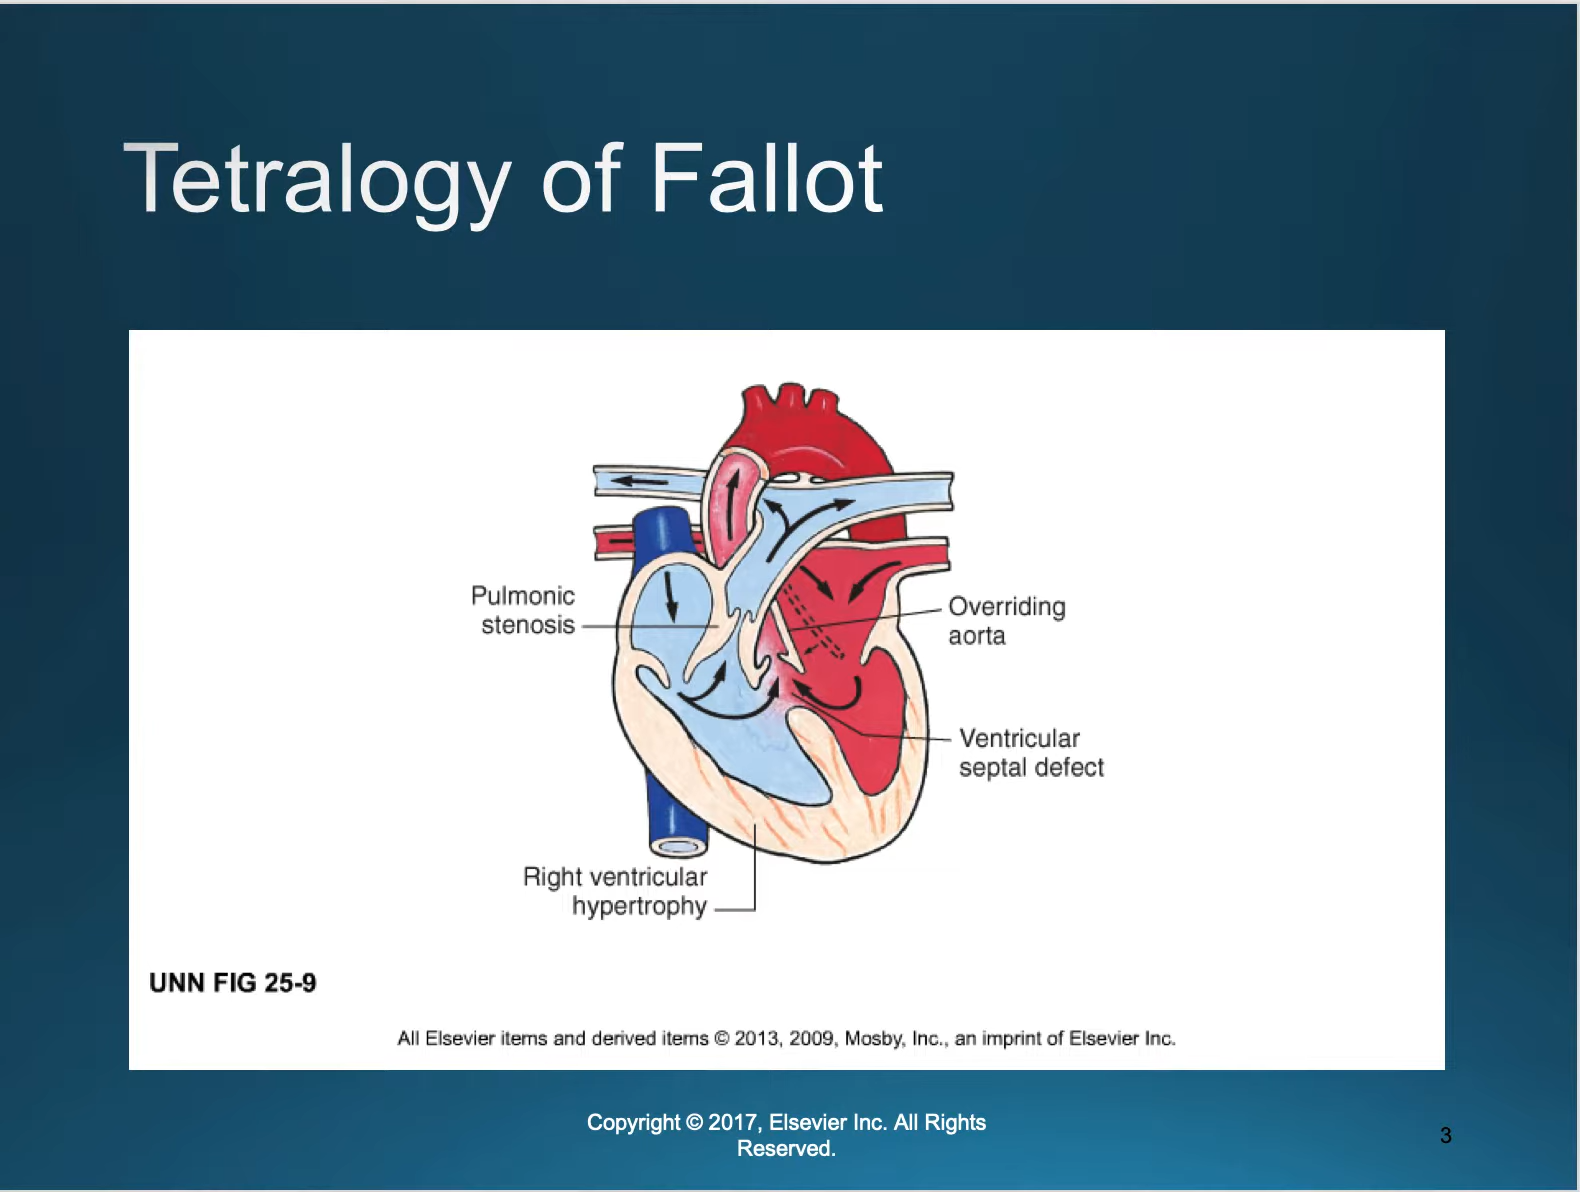 Tetralogy of Fallot
Pulmonic
stenosis
Overriding
aorta
Ventricular
septal defect
Right ventricular
hypertrophy
UNN FIG 25-9
All Elsevier items and derived items © 2013, 2009, Mosby, Inc., an imprint of Elsevier Inc.
Copyright © 2017, Elsevier Inc. All Rights
Reserved.
3